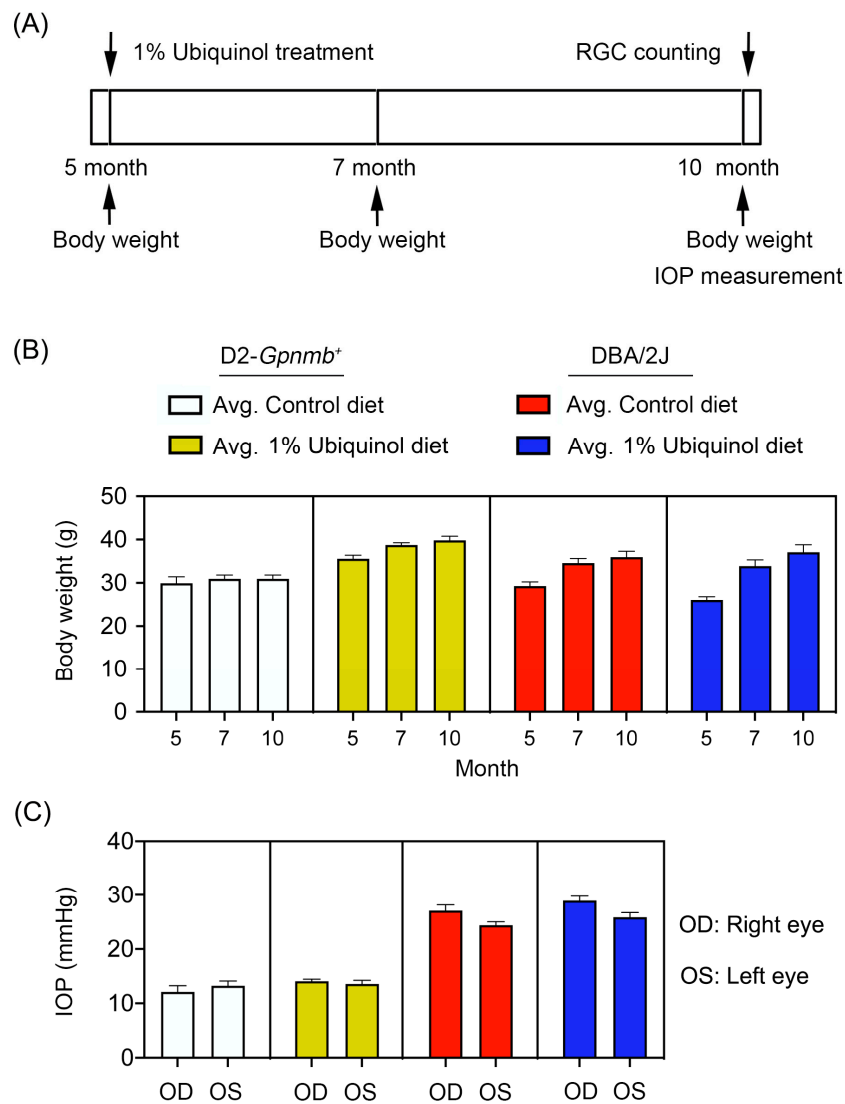 (A)
1% Ubiquinol treatment RGC counting
5 month 7 month 10 month
Body weight Body weight Body weight
IOP measurement
(B)
D2-Gpnmb+ DBA/2J
Avg. Control diet Avg. Control diet
Avg. 1% Ubiquinol diet Avg. 1% Ubiquinol diet
Body weight (g)
50
40
30
20
10
0
5 7 10 5 7 10 5 7 10 5 7 10
Month
(C)
IOP (mmHg)
40
30
20
10
0
OD OS OD OS OD OS OD OS
OD: Right eye
OS: Left eye